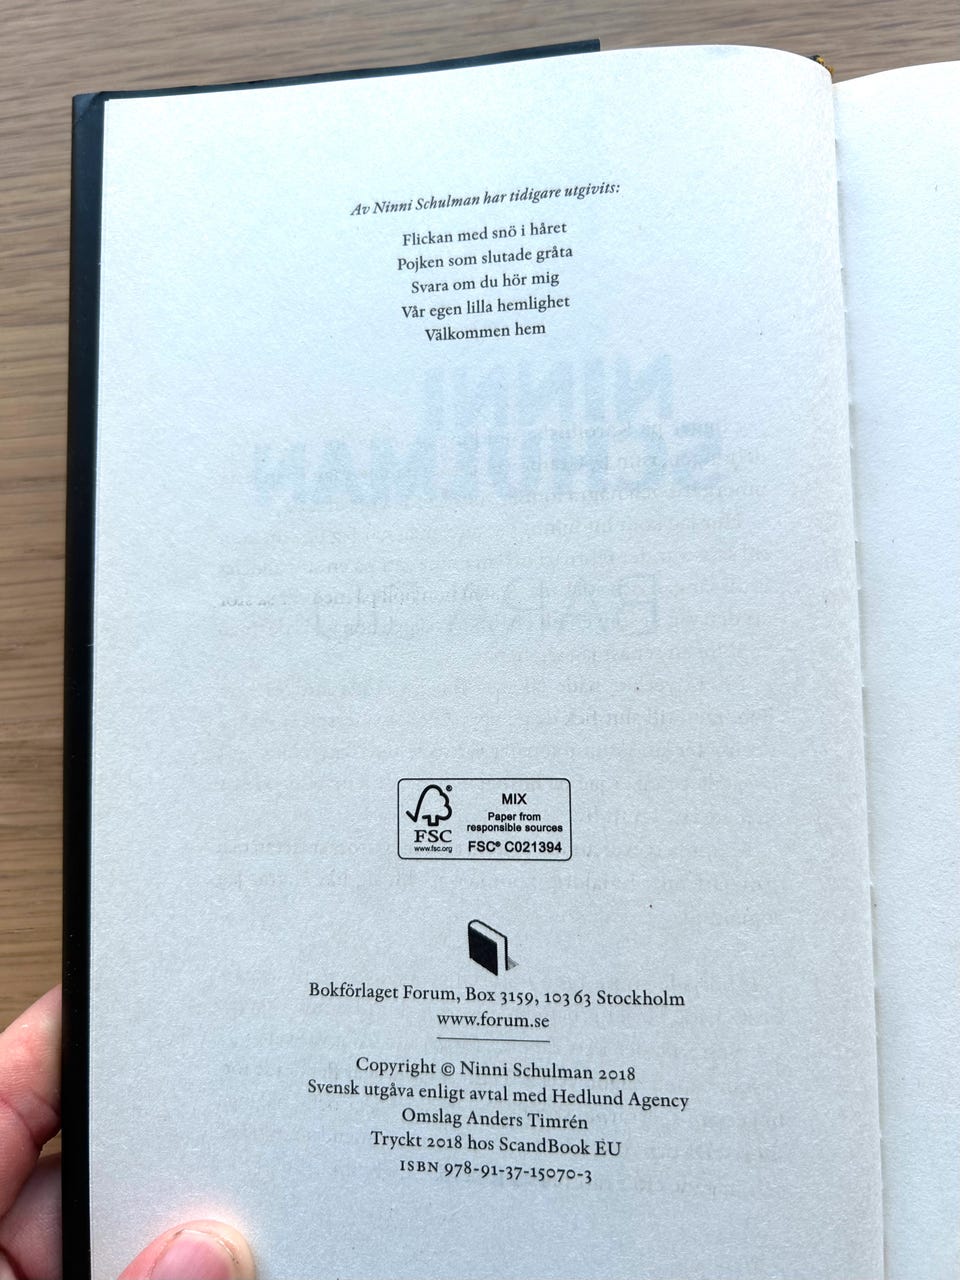 Av Ninni Schulman har tidigare utgivits:
Flickan med snö i håret
Pojken som slutade gråta
Svara om du hör mig
Vår egen lilla hemlighet
Välkommen hem
NINNI
SCHULMAN
FSC®
www.fsc.org
MIX
Paper from
responsible sources
FSC® C021394
Bokförlaget Forum, Box 3159, 103 63 Stockholm
www.forum.se
Copyright © Ninni Schulman 2018
Svensk utgåva enligt avtal med Hedlund Agency
Omslag Anders Timrén
Tryckt 2018 hos ScandBook EU
ISBN 978-91-37-15070-3